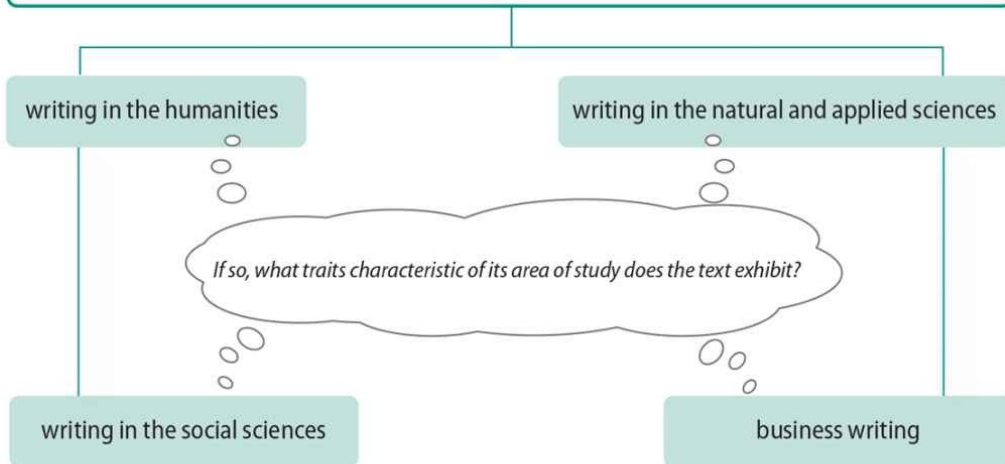 writing in the humanities
writing in the natural and applied sciences
If so, what traits characteristic of its area of study does the text exhibit?
writing in the social sciences
business writing